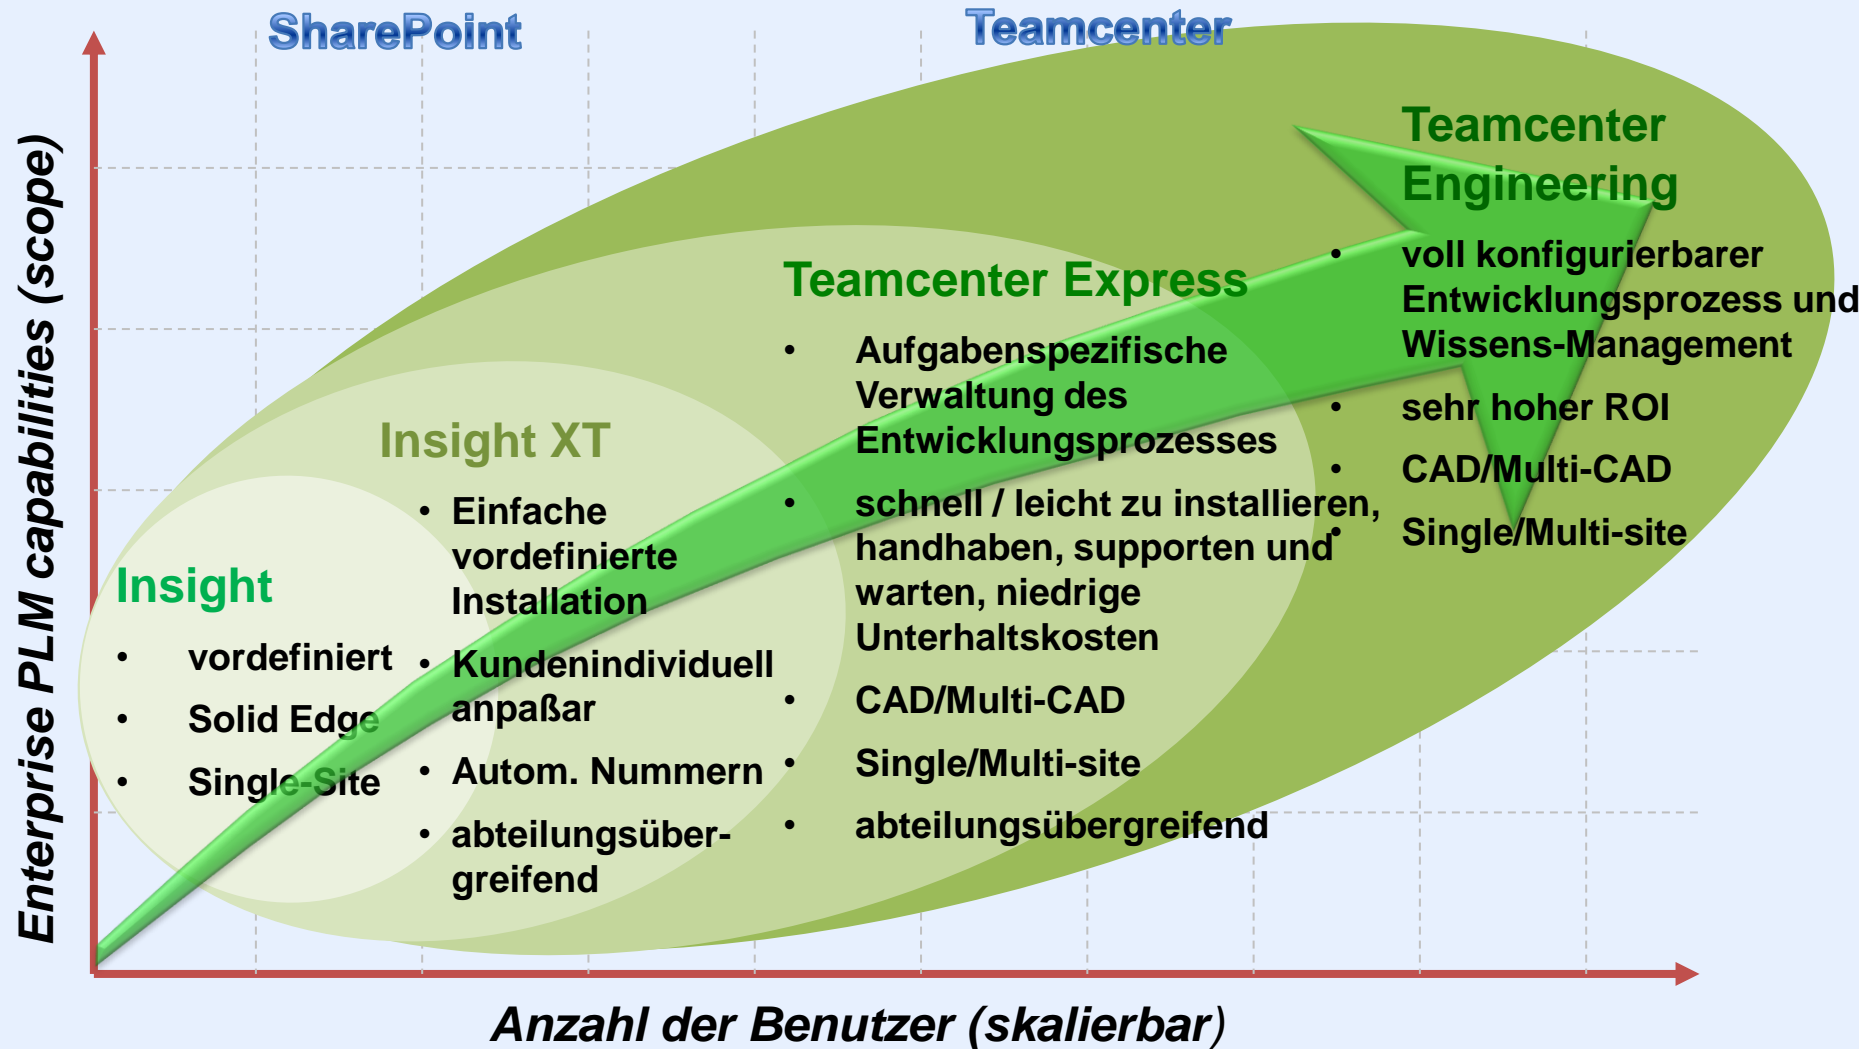 SharePoint
Teamcenter
Enterprise PLM capabilities (scope)
Insight
• vordefiniert
• Solid Edge
• Single-Site
Insight XT
• Einfache
vordefinierte
Installation
• Kundenindividuell
anpaßar
• Autom. Nummern
• abteilungsüber-
greifend
Teamcenter Express
• Aufgabenspezifische
Verwaltung des
Entwicklungsprozesses
• schnell / leicht zu installieren,
handhaben, supporten und
warten, niedrige
Unterhaltskosten
• CAD/Multi-CAD
• Single/Multi-site
• abteilungsübergreifend
Teamcenter
Engineering
• voll konfigurierbarer
Entwicklungsprozess und
Wissens-Management
• sehr hoher ROI
• CAD/Multi-CAD
• Single/Multi-site
Anzahl der Benutzer (skalierbar)